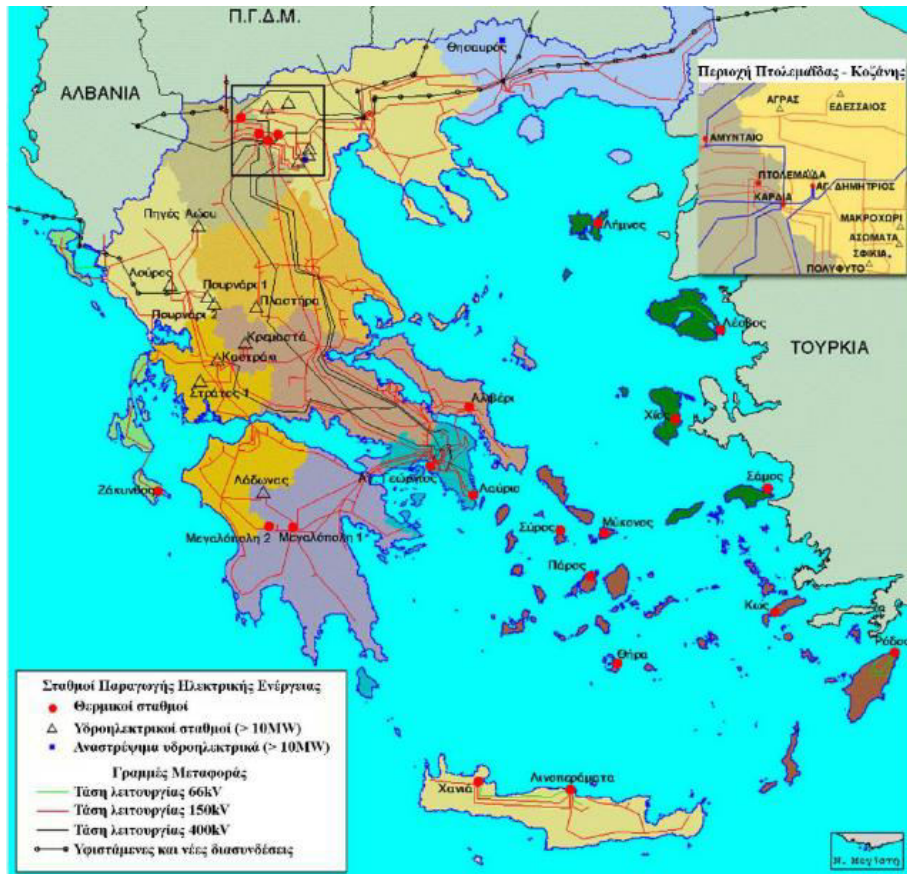 Π.Γ.Δ.Μ.
ΑΛΒΑΝΙΑ
Θησαυρός
Περιοχή Πτολεμαΐδας - Κοζάνης
ΑΓΡΑΣ
ΕΔΕΣΣΑΙΟΣ
ΑΜΥΝΤΑΙΟ
ΠΤΟΛΕΜΑΪΔΑ
ΑΓ. ΔΗΜΗΤΡΙΟΣ
ΚΑΡΔΙΑ
ΜΑΚΡΟΧΩΡΙ
ΑΣΩΜΑΤΑ
ΣΦΙΚΙΑ
ΠΟΛΥΦΥΤΟ
Πηγές Αώου
Λήμνος
Λούρος
Πουρνάρι 1
Πουρνάρι 2
Πλαστήρα
Λέσβος
ΤΟΥΡΚΙΑ
Κρεμαστά
Καστράκι
Στράτος 1
Αλιβέρι
Χίος
Αγ. Γεώργιος
Λάδωνας
Ζάκυνθος
Λαύριο
Σάμος
Μεγαλόπολη 2
Μεγαλόπολη 1
Σύρος
Μύκονος
Πάρος
Κως
Θήρα
Ρόδος
Σταθμοί Παραγωγής Ηλεκτρικής Ενέργειας
Θερμικοί σταθμοί
Υδροηλεκτρικοί σταθμοί (> 10MW)
Αναστρέψιμα υδροηλεκτρικά (> 10MW)
Γραμμές Μεταφοράς
Τάση λειτουργίας 66kV
Τάση λειτουργίας 150kV
Τάση λειτουργίας 400kV
Υφιστάμενες και νέες διασυνδέσεις
Χανιά
Λινοπεράματα
Ν. Μεγίστη